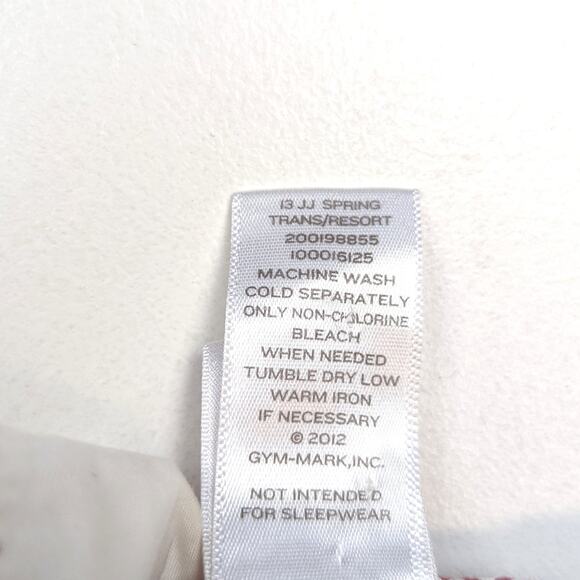 13 JJ SPRING
TRANS/RESORT
200198855
100016125
MACHINE WASH
COLD SEPARATELY
ONLY NON-CHLORINE
BLEACH
WHEN NEEDED
TUMBLE DRY LOW
WARM IRON
IF NECESSARY
© 2012
GYM-MARK,INC.
NOT INTENDED
FOR SLEEPWEAR